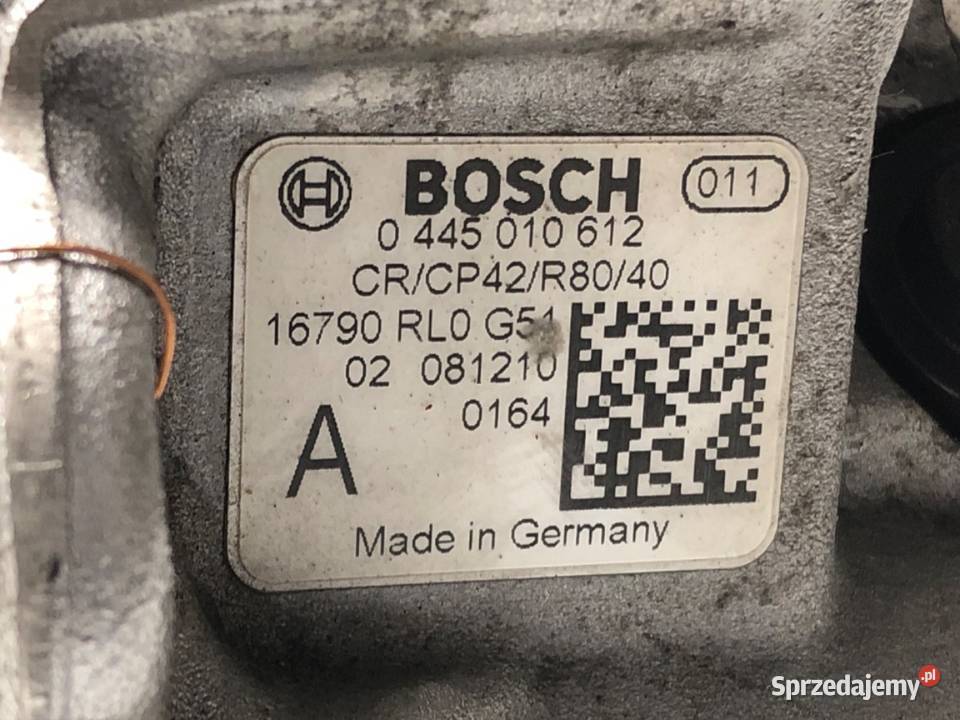 BOSCH 011
0 445 010 612
CR/CP42/R80/40
16790 RL0 G51
02 081210
0164
A
Made in Germany
Sprzedajemy.pl